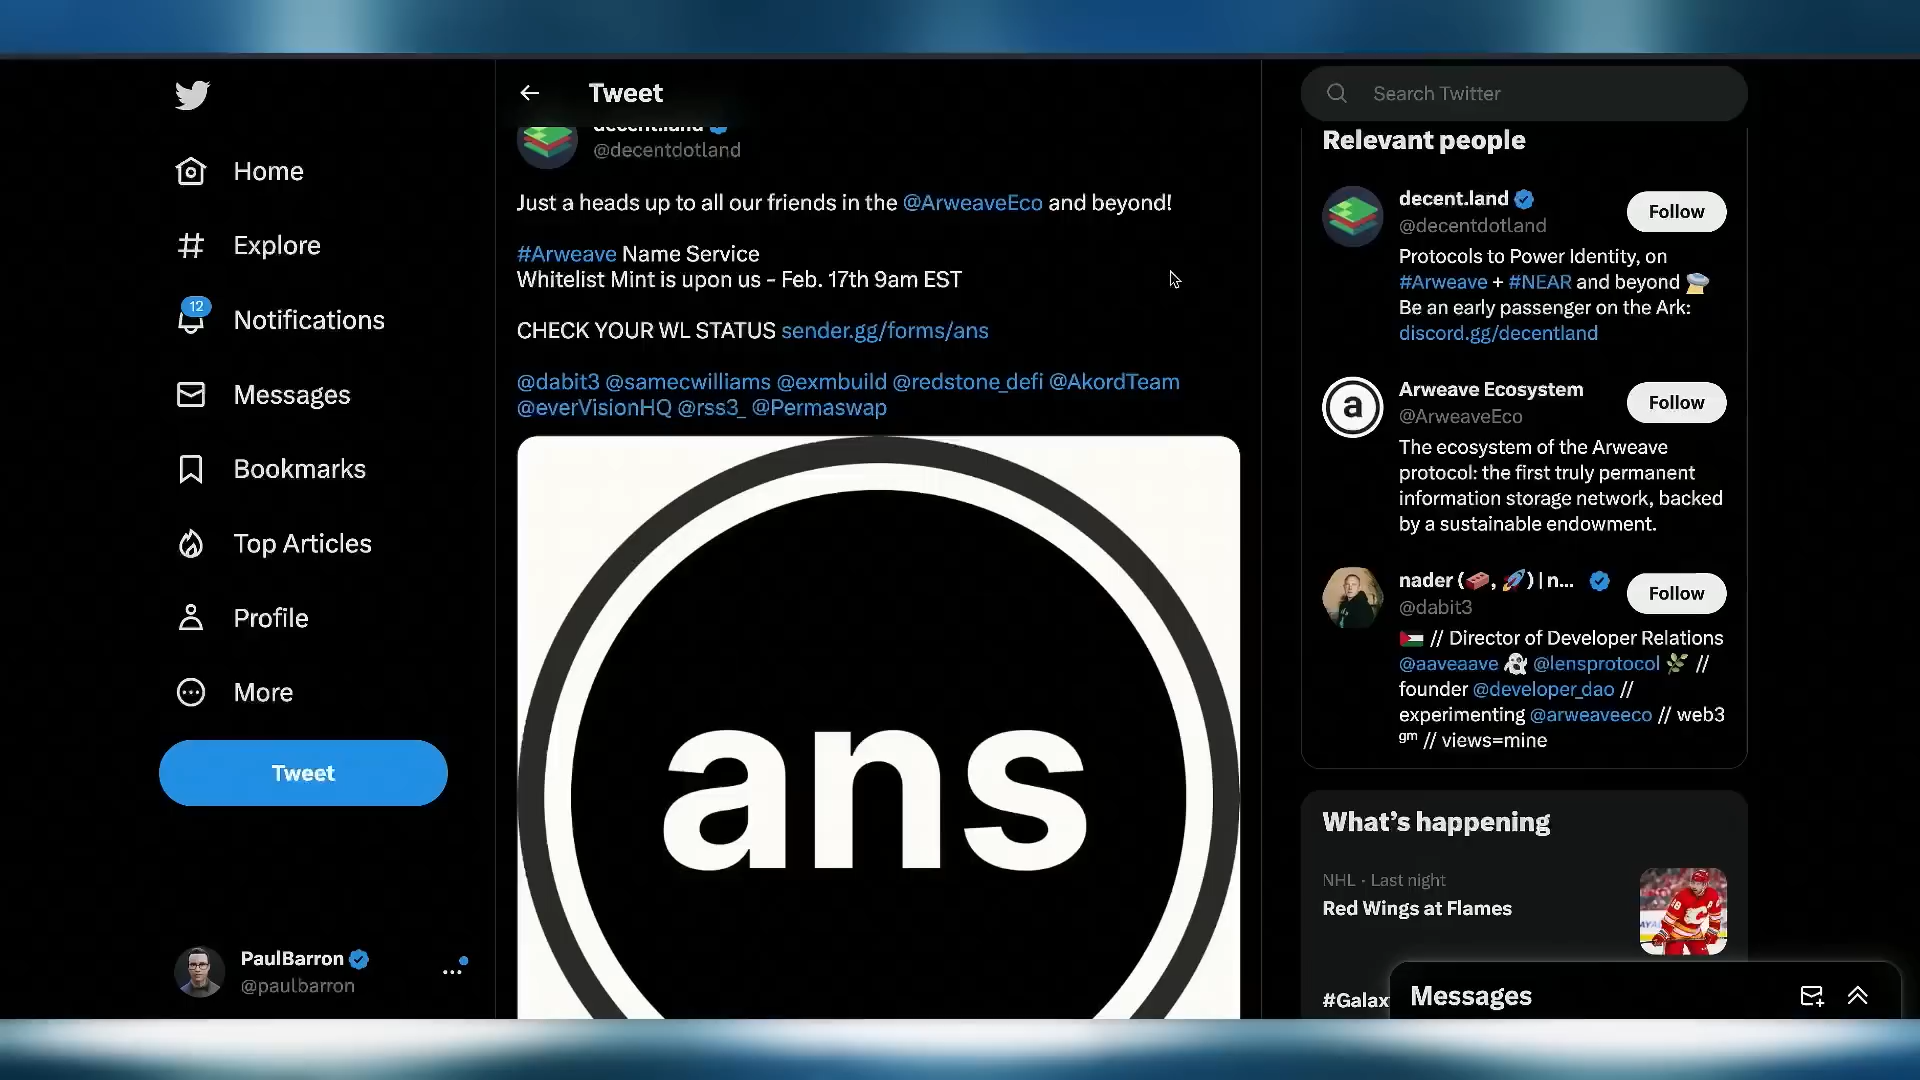 Home
Explore
12
Notifications
Messages
Bookmarks
Top Articles
Profile
More
Tweet
PaulBarron
@paulbarron
Tweet
decent.land
@decentdotland
Just a heads up to all our friends in the @ArweaveEco and beyond!
#Arweave Name Service
Whitelist Mint is upon us - Feb. 17th 9am EST
CHECK YOUR WL STATUS sender.gg/forms/ans
@dabit3 @samecwilliams @exmbuild @redstone_defi @AkordTeam
@everVisionHQ @rss3_ @Permaswap
ans
Search Twitter
Relevant people
decent.land
@decentdotland
Follow
Protocols to Power Identity, on
#Arweave + #NEAR and beyond
Be an early passenger on the Ark:
discord.gg/decentland
a
Arweave Ecosystem
@ArweaveEco
Follow
The ecosystem of the Arweave
protocol: the first truly permanent
information storage network, backed
by a sustainable endowment.
nader (🧱, 🚀) | n...
@dabit3
Follow
🇵🇸 // Director of Developer Relations
@aaveaave 👻 @lensprotocol 🌿 //
founder @developer_dao //
experimenting @arweaveeco // web3
gm // views=mine
What's happening
NHL · Last night
Red Wings at Flames
#Galax
Messages